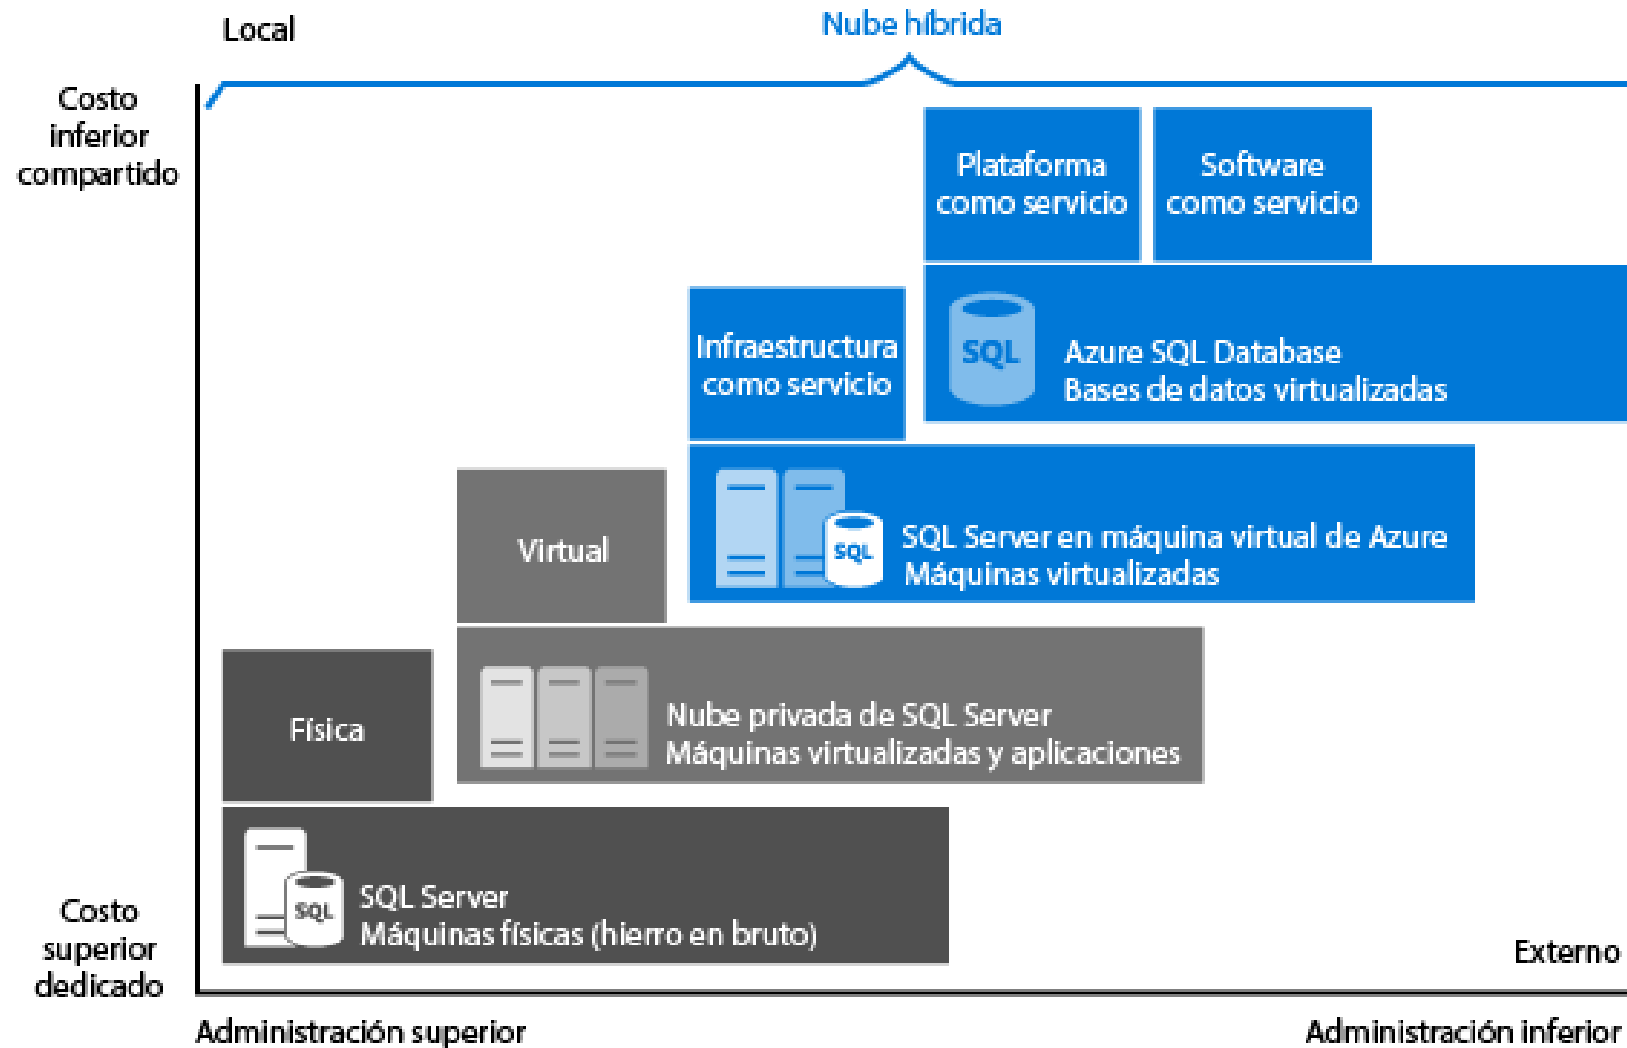 Local
Nube híbrida
Costo
inferior
compartido
Plataforma
como servicio
Software
como servicio
Infraestructura
como servicio
SQL
Azure SQL Database
Bases de datos virtualizadas
Virtual
SQL
SQL Server en máquina virtual de Azure
Máquinas virtualizadas
Física
Nube privada de SQL Server
Máquinas virtualizadas y aplicaciones
SQL
SQL Server
Máquinas físicas (hierro en bruto)
Costo
superior
dedicado
Externo
Administración superior
Administración inferior